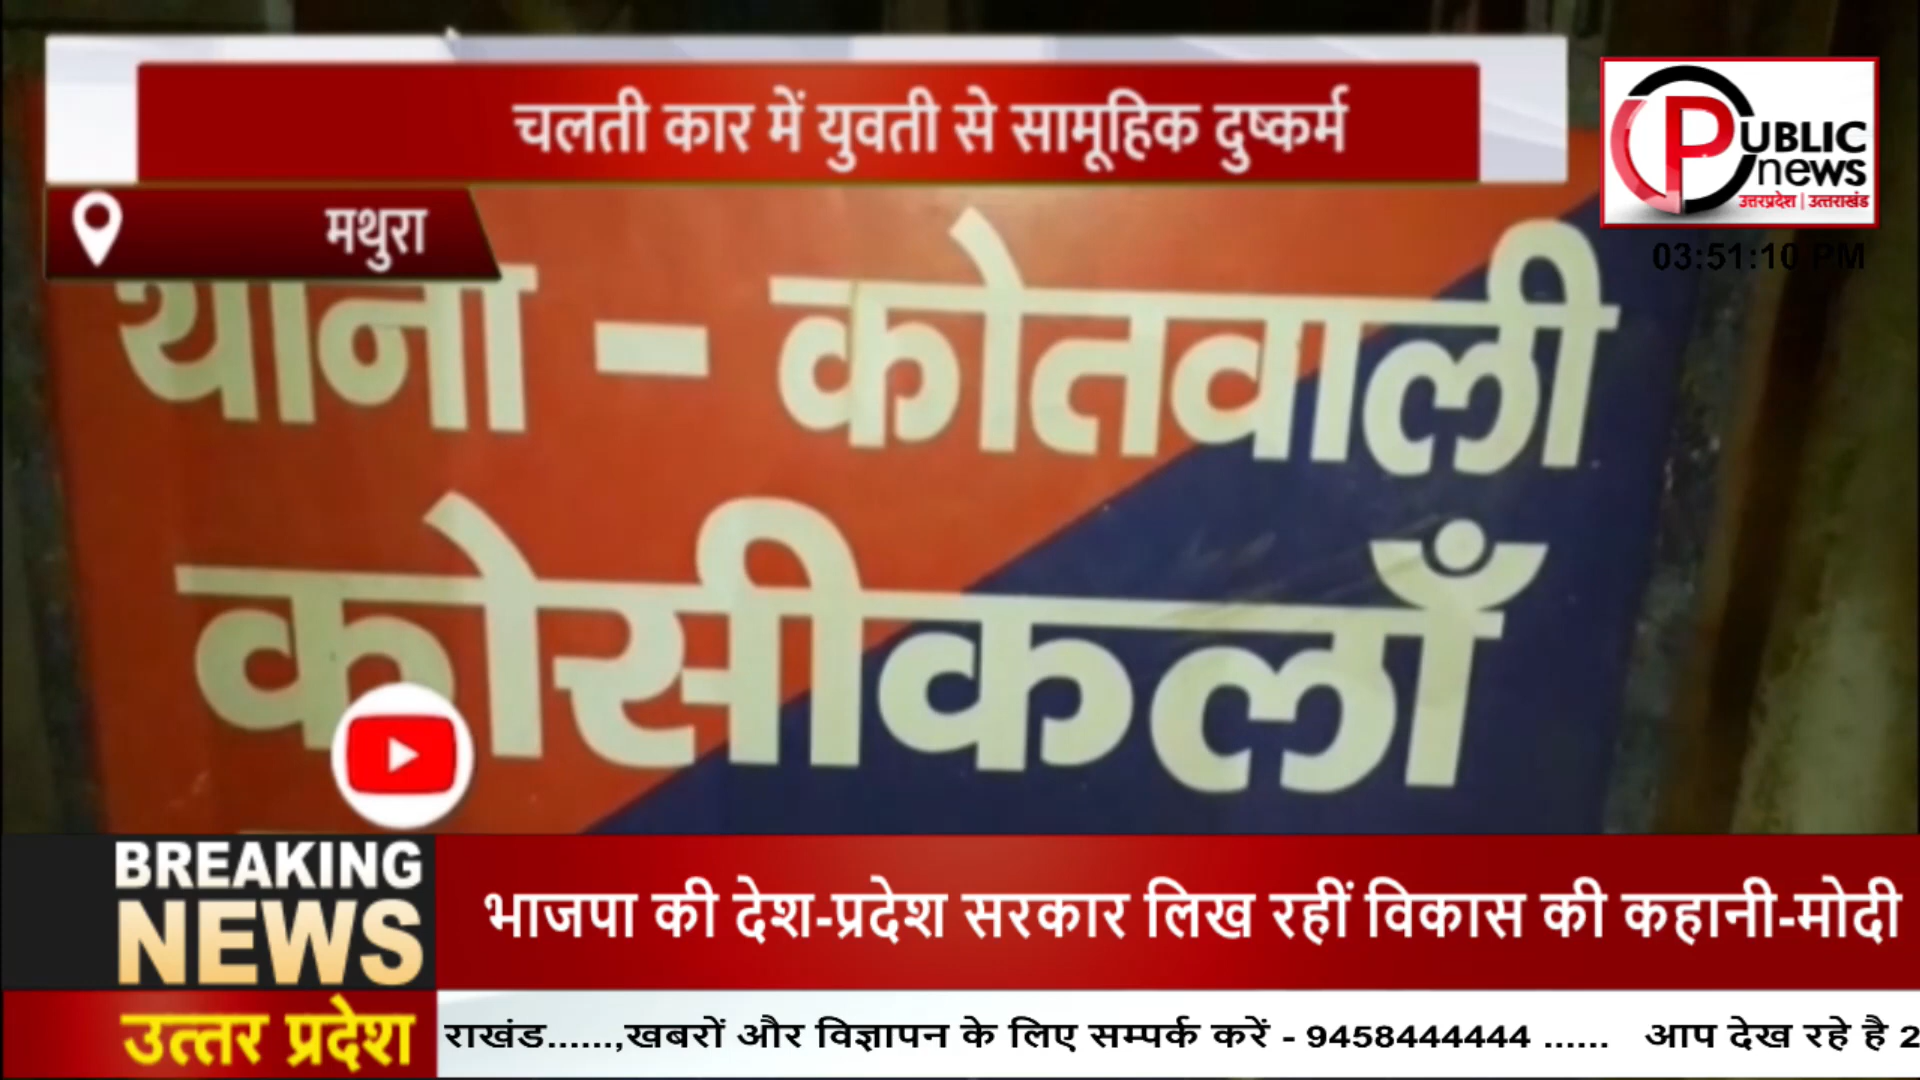 चलती कार में युवती से सामूहिक दुष्कर्म
मथुरा
PUBLIC
news
उत्तरप्रदेश | उत्तराखंड
03:51:10 PM
थाना - कोतवाली
कोसीकलाँ
BREAKING
NEWS
भाजपा की देश-प्रदेश सरकार लिख रहीं विकास की कहानी-मोदी
उत्तर प्रदेश
राखंड......,खबरों और विज्ञापन के लिए सम्पर्क करें - 9458444444 ...... आप देख रहे है 2